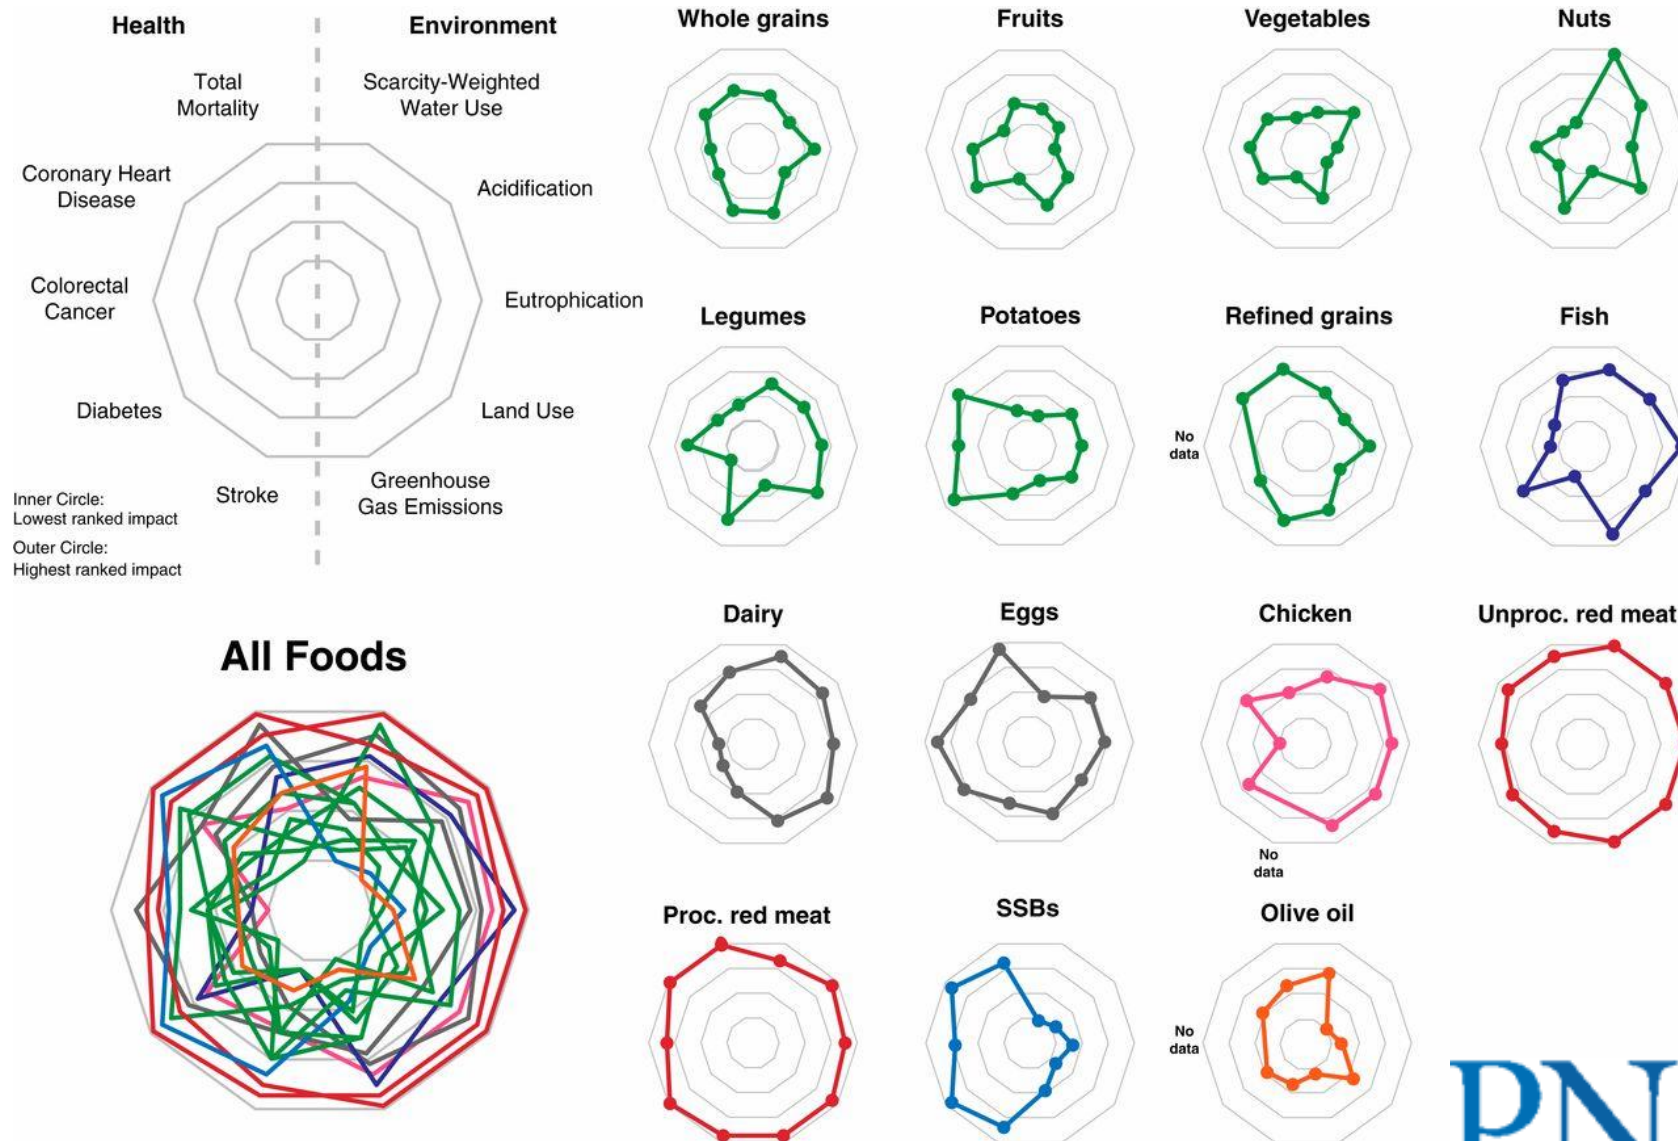 Health
Environment
Total
Mortality
Scarcity-Weighted
Water Use
Coronary Heart
Disease
Acidification
Colorectal
Cancer
Eutrophication
Diabetes
Land Use
Stroke
Greenhouse
Gas Emissions
Inner Circle:
Lowest ranked impact
Outer Circle:
Highest ranked impact
All Foods
Whole grains
Fruits
Vegetables
Nuts
Legumes
Potatoes
Refined grains
Fish
No
data
Dairy
Eggs
Chicken
Unproc. red meat
No
data
Proc. red meat
SSBs
Olive oil
No
data
PN